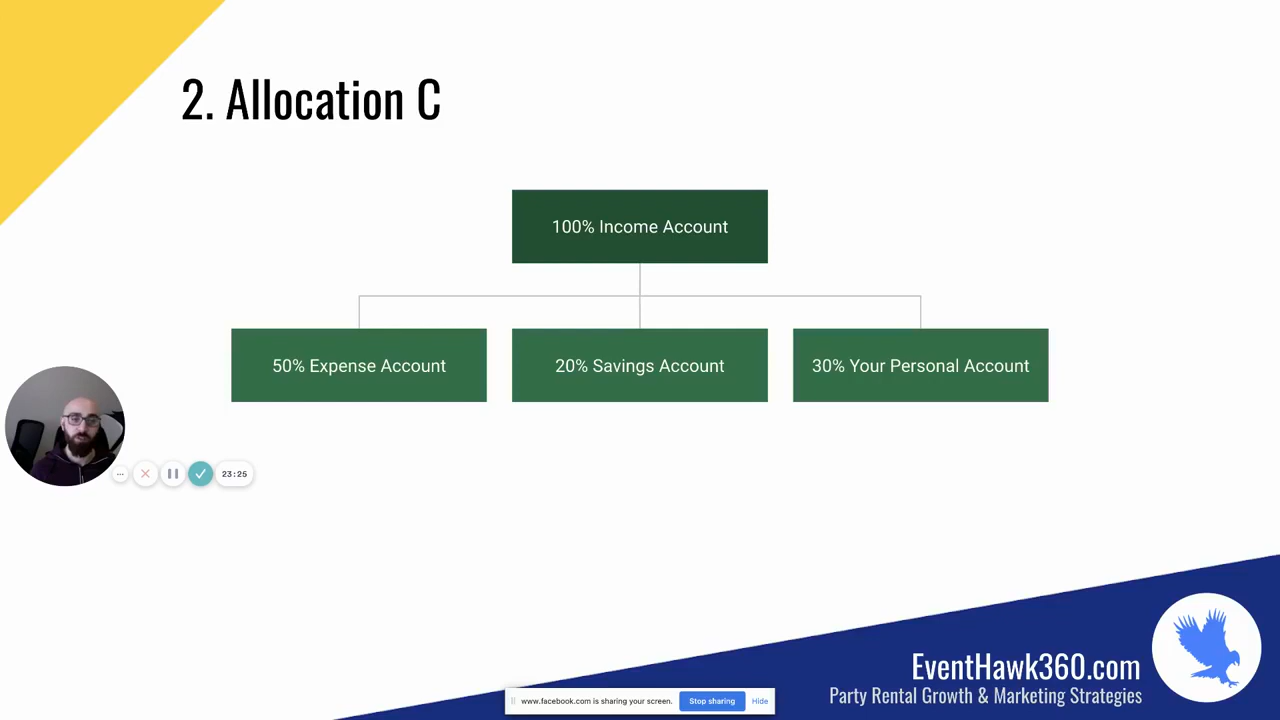 2. Allocation C
100% Income Account
50% Expense Account
20% Savings Account
30% Your Personal Account
23:25
EventHawk360.com
Party Rental Growth & Marketing Strategies
www.facebook.com is sharing your screen.
Stop sharing
Hide